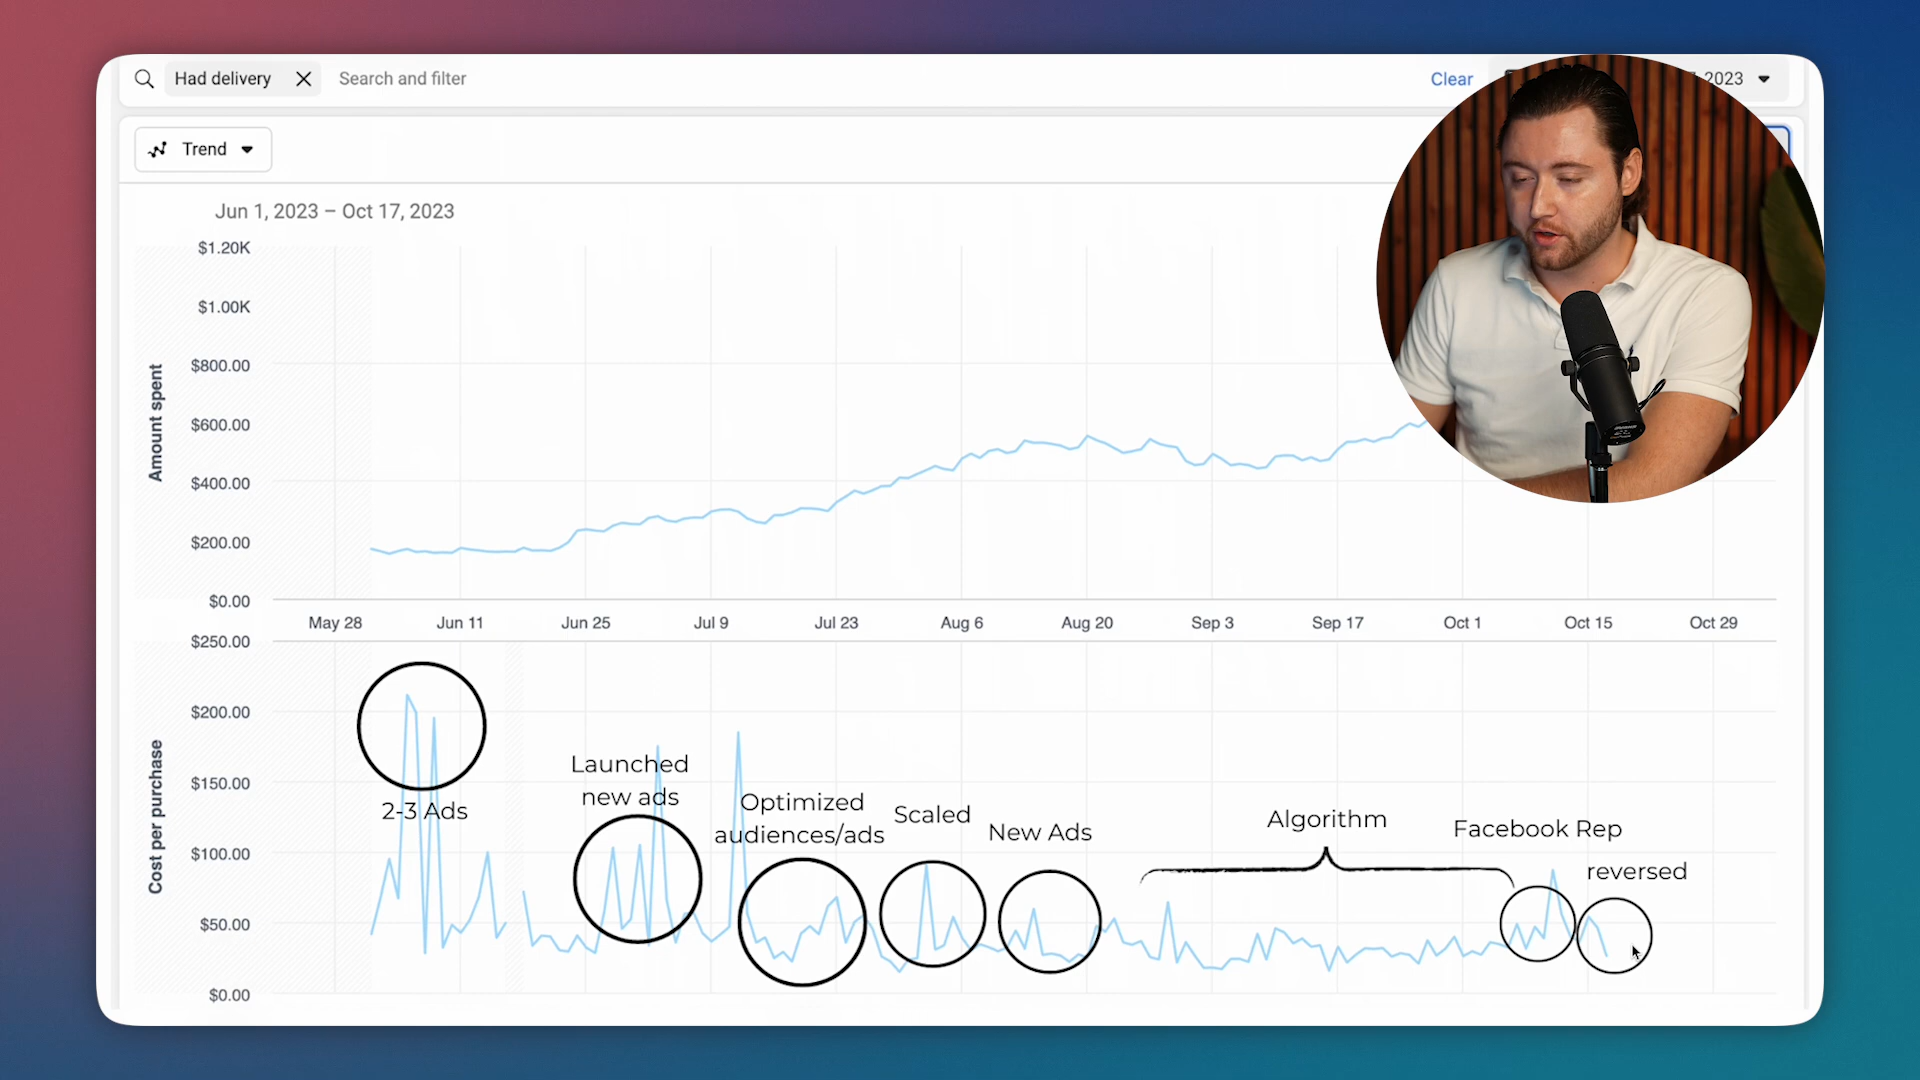 Had delivery
Search and filter
Clear
2023
Trend
Jun 1, 2023 – Oct 17, 2023
Amount spent
$1.20K
$1.00K
$800.00
$600.00
$400.00
$200.00
$0.00
May 28
Jun 11
Jun 25
Jul 9
Jul 23
Aug 6
Aug 20
Sep 3
Sep 17
Oct 1
Oct 15
Oct 29
Cost per purchase
$250.00
$200.00
$150.00
$100.00
$50.00
$0.00
2-3 Ads
Launched
new ads
Optimized
audiences/ads
Scaled
New Ads
Algorithm
Facebook Rep
reversed